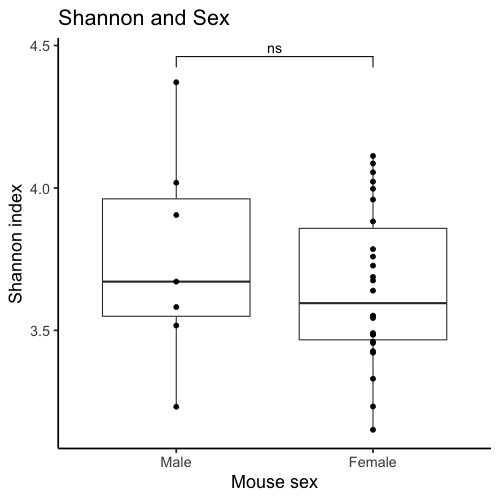 Shannon and Sex
4.5
ns
4.0
Shannon index
3.5
Male
Female
Mouse sex